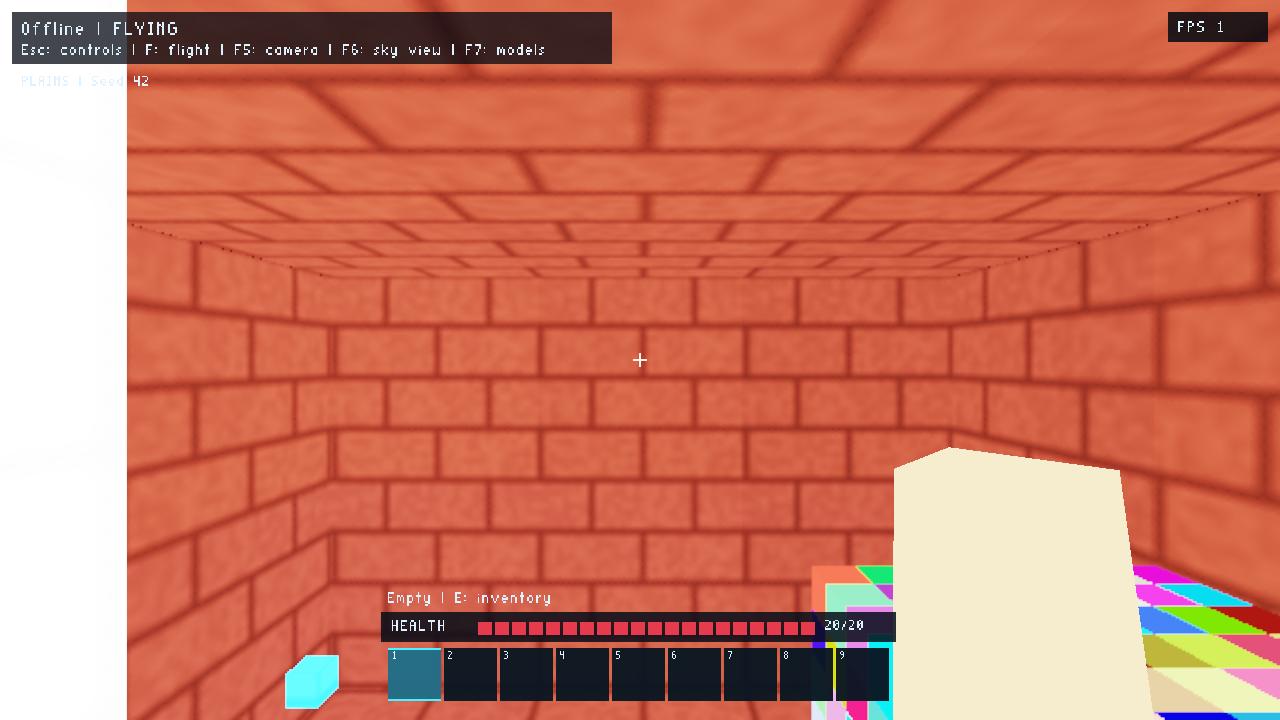 Offline | FLYING
FPS 1
Esc: controls | F: flight | F5: camera | F6: sky view | F7: models
PLAINS | Seed 42
Empty | E: inventory
HEALTH 20/20
1 2 3 4 5 6 7 8 9